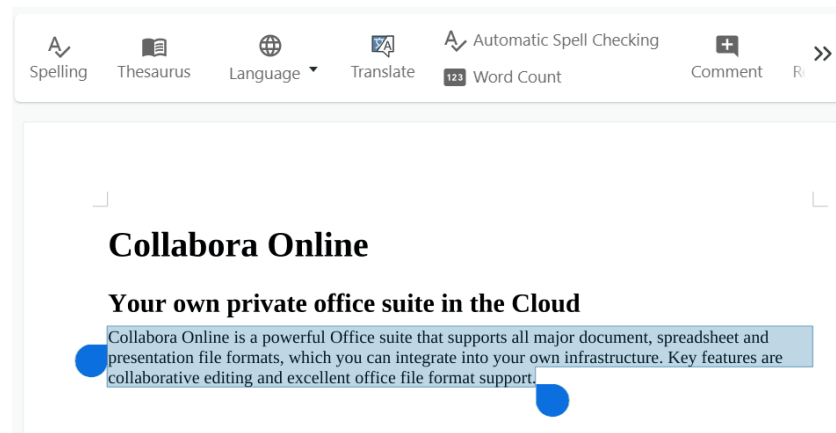 Spelling
Thesaurus
Language
Translate
Automatic Spell Checking
123 Word Count
Comment
Collabora Online
Your own private office suite in the Cloud
Collabora Online is a powerful Office suite that supports all major document, spreadsheet and
presentation file formats, which you can integrate into your own infrastructure. Key features are
collaborative editing and excellent office file format support.